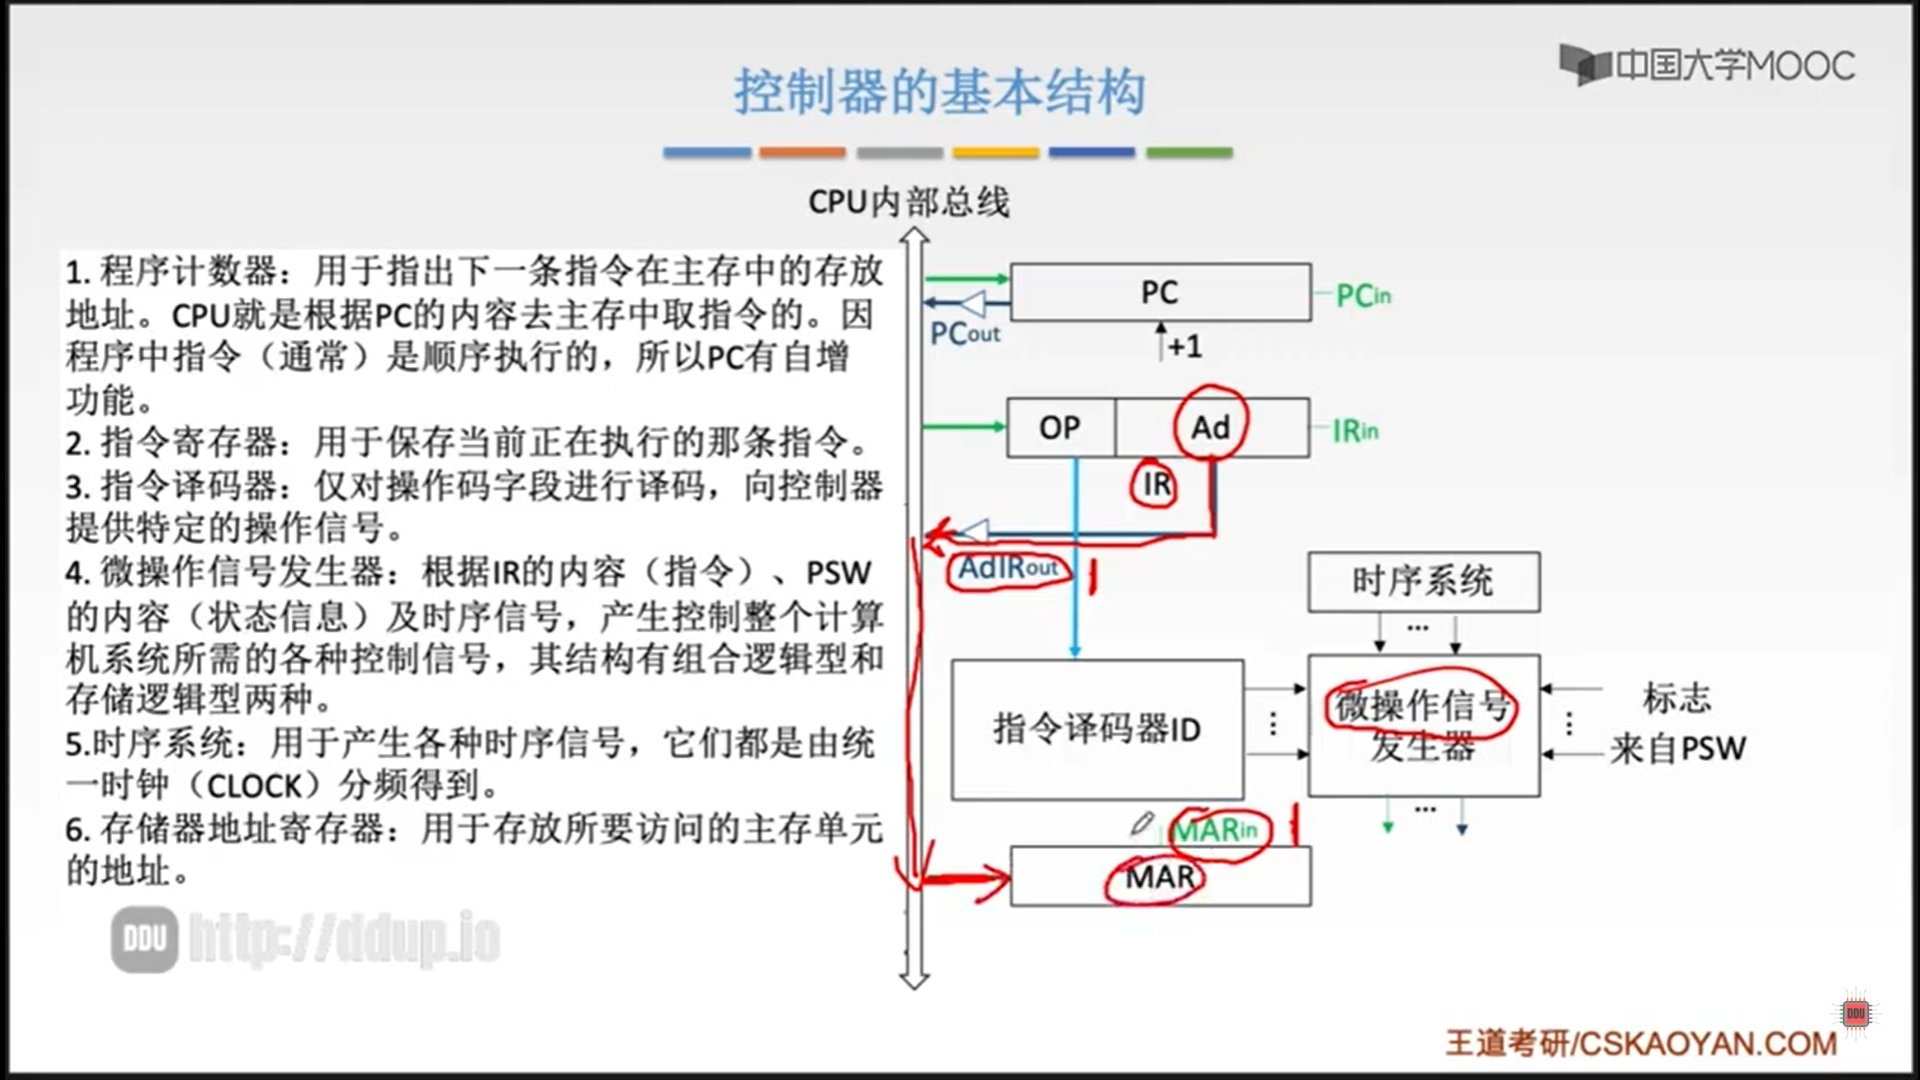 中国大学MOOC
控制器的基本结构
CPU内部总线
1. 程序计数器：用于指出下一条指令在主存中的存放
地址。CPU就是根据PC的内容去主存中取指令的。因
程序中指令（通常）是顺序执行的，所以PC有自增
功能。
2. 指令寄存器：用于保存当前正在执行的那条指令。
3. 指令译码器：仅对操作码字段进行译码，向控制器
提供特定的操作信号。
4. 微操作信号发生器：根据IR的内容（指令）、PSW
的内容（状态信息）及时序信号，产生控制整个计算
机系统所需的各种控制信号，其结构有组合逻辑型和
存储逻辑型两种。
5.时序系统：用于产生各种时序信号，它们都是由统
一时钟（CLOCK）分频得到。
6. 存储器地址寄存器：用于存放所要访问的主存单元
的地址。
PC
PCin
PCout
+1
OP
Ad
IRin
IR
AdIRout
1
时序系统
...
指令译码器ID
...
微操作信号
发生器
...
标志
来自PSW
...
MARin
1
MAR
DDU http://ddup.io
DDU
王道考研/CSKAOYAN.COM